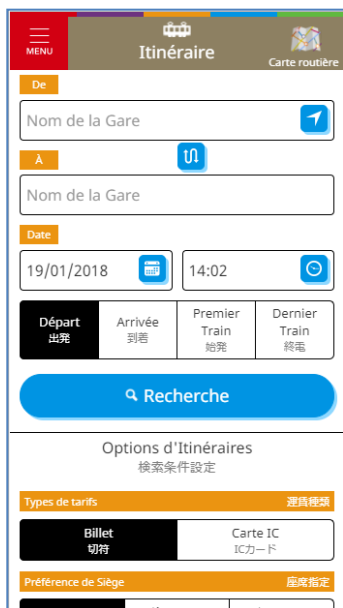 MENU
Itinéraire
Carte routière
De
Nom de la Gare
À
Nom de la Gare
Date
19/01/2018
14:02
Départ
出発
Arrivée
到着
Premier
Train
始発
Dernier
Train
終電
Recherche
Options d'Itinéraires
検索条件設定
Types de tarifs 運賃種類
Billet
切符
Carte IC
ICカード
Préférence de Siège 座席指定